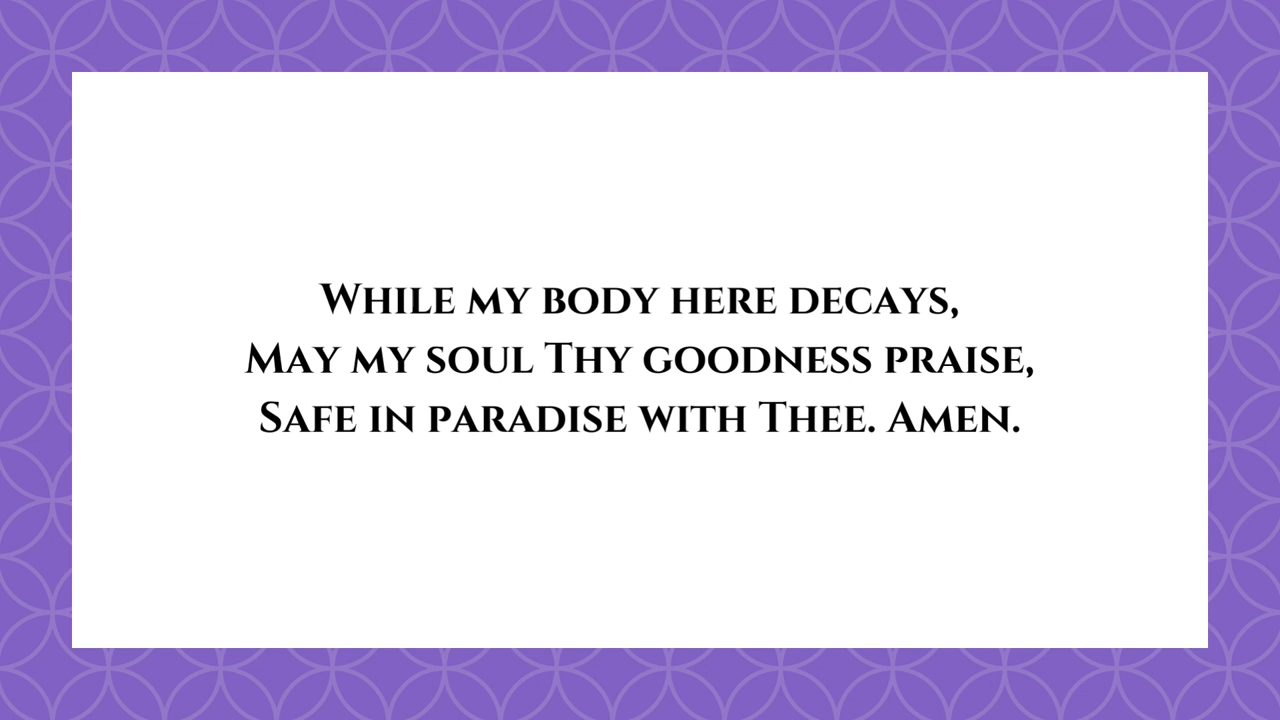 While my body here decays,
May my soul Thy goodness praise,
Safe in paradise with Thee. Amen.